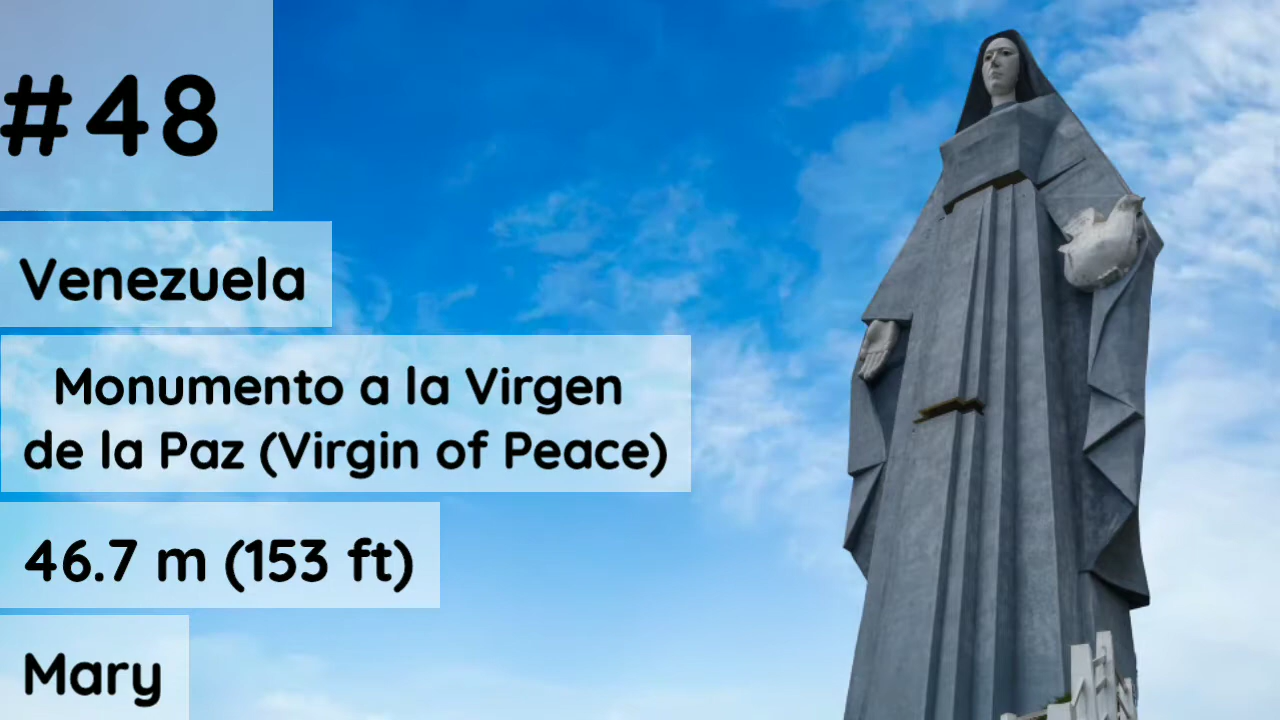 #48
Venezuela
Monumento a la Virgen
de la Paz (Virgin of Peace)
46.7 m (153 ft)
Mary